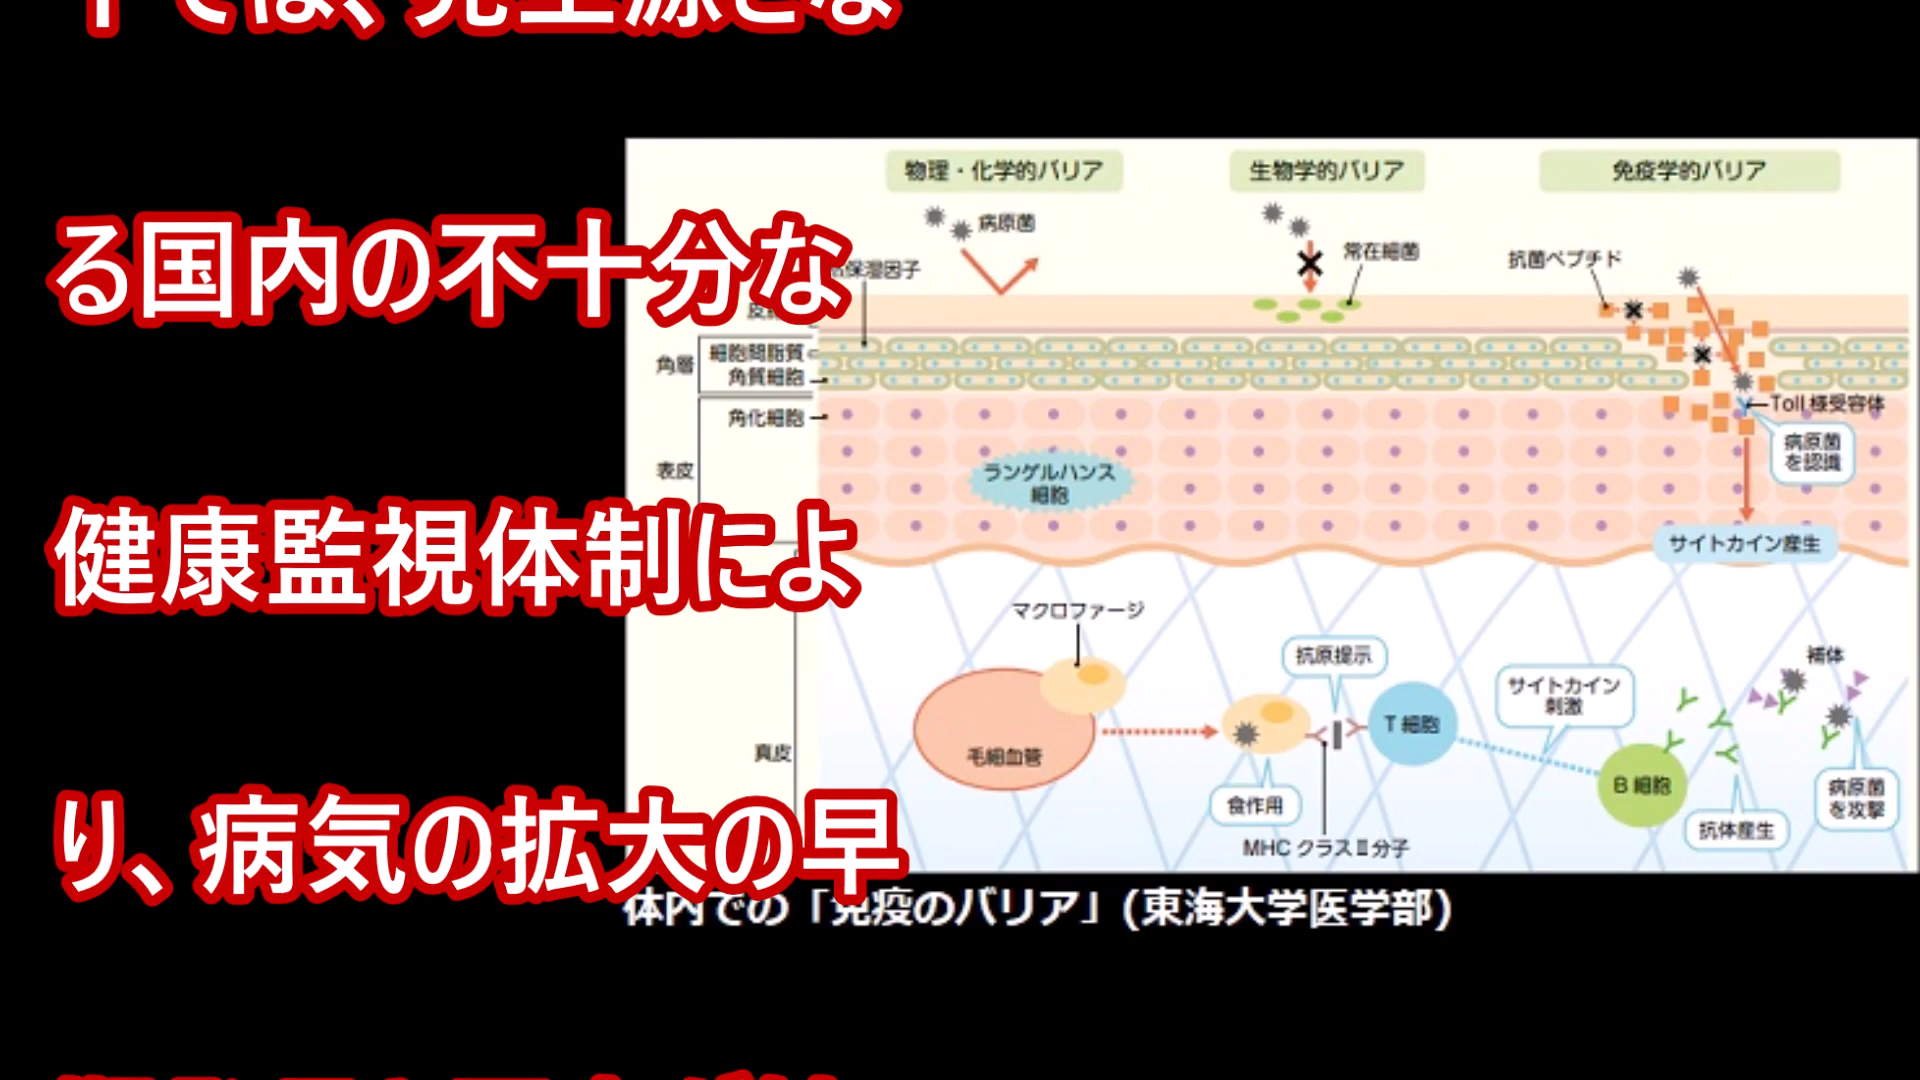 る国内の不十分な
健康監視体制によ
り、病気の拡大の早
物理・化学的バリア
生物学的バリア
免疫学的バリア
病原菌
常在細菌
抗菌ペプチド
保湿因子
角層
細胞間脂質
角質細胞
角化細胞
表皮
ランゲルハンス
細胞
Toll 様受容体
病原菌
を認識
サイトカイン産生
マクロファージ
毛細血管
真皮
抗原提示
T 細胞
食作用
MHC クラスⅡ分子
サイトカイン
刺激
B 細胞
抗体産生
補体
病原菌
を攻撃
体内での「免疫のバリア」(東海大学医学部)